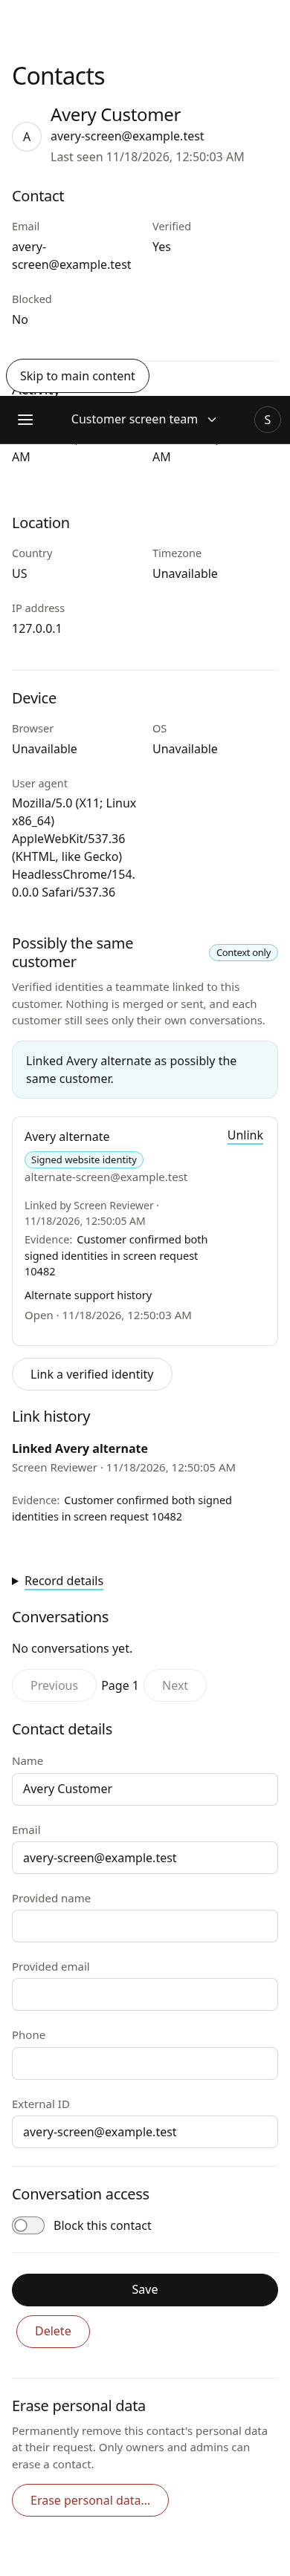 Contacts
A
Avery Customer
avery-screen@example.test
Last seen 11/18/2026, 12:50:03 AM
Contact
Email
avery-
screen@example.test
Verified
Yes
Blocked
No
Skip to main content
Customer screen team
S
AM
AM
Location
Country
US
Timezone
Unavailable
IP address
127.0.0.1
Device
Browser
Unavailable
OS
Unavailable
User agent
Mozilla/5.0 (X11; Linux
x86_64)
AppleWebKit/537.36
(KHTML, like Gecko)
HeadlessChrome/154.
0.0.0 Safari/537.36
Possibly the same
customer
Context only
Verified identities a teammate linked to this
customer. Nothing is merged or sent, and each
customer still sees only their own conversations.
Linked Avery alternate as possibly the
same customer.
Avery alternate
Unlink
Signed website identity
alternate-screen@example.test
Linked by Screen Reviewer ·
11/18/2026, 12:50:05 AM
Evidence: Customer confirmed both
signed identities in screen request
10482
Alternate support history
Open · 11/18/2026, 12:50:03 AM
Link a verified identity
Link history
Linked Avery alternate
Screen Reviewer · 11/18/2026, 12:50:05 AM
Evidence: Customer confirmed both signed
identities in screen request 10482
Record details
Conversations
No conversations yet.
Previous Page 1 Next
Contact details
Name
Avery Customer
Email
avery-screen@example.test
Provided name
Provided email
Phone
External ID
avery-screen@example.test
Conversation access
Block this contact
Save
Delete
Erase personal data
Permanently remove this contact's personal data
at their request. Only owners and admins can
erase a contact.
Erase personal data...